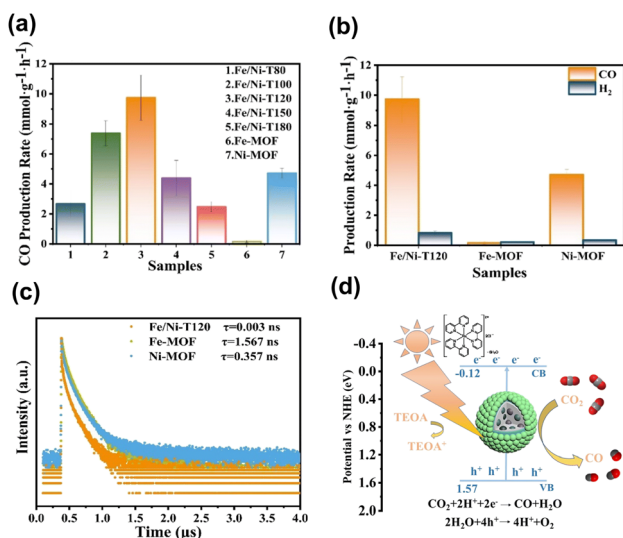 (a)
CO Production Rate (mmol·g⁻¹·h⁻¹)
12
10
8
6
4
2
0
1.Fe/Ni-T80
2.Fe/Ni-T100
3.Fe/Ni-T120
4.Fe/Ni-T150
5.Fe/Ni-T180
6.Fe-MOF
7.Ni-MOF
1 2 3 4 5 6 7
Samples
(b)
Production Rate (mmol·g⁻¹·h⁻¹)
12
10
8
6
4
2
0
CO
H₂
Fe/Ni-T120 Fe-MOF Ni-MOF
Samples
(c)
Intensity (a.u.)
Fe/Ni-T120 τ=0.003 ns
Fe-MOF τ=1.567 ns
Ni-MOF τ=0.357 ns
0.0 0.5 1.0 1.5 2.0 2.5 3.0 3.5 4.0
Time (μs)
(d)
Potential vs NHE (eV)
-0.4
0.0
0.4
0.8
1.2
1.6
2.0
e⁻ e⁻ e⁻ e⁻
-0.12 CB
TEOA
TEOA⁺
CO₂
CO
h⁺ h⁺ h⁺ h⁺
1.57 VB
CO₂+2H⁺+2e⁻→CO+H₂O
2H₂O+4h⁺→4H⁺+O₂